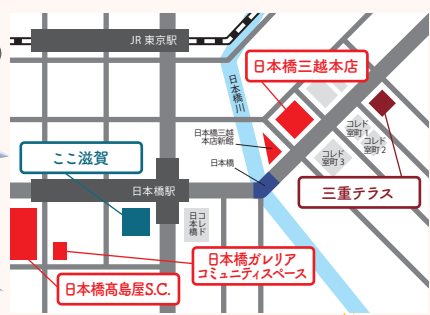 JR 東京駅
日本橋川
日本橋三越本店
日本橋三越
本店新館
日本橋
コレド
室町 1
コレド
室町 2
コレド
室町 3
三重テラス
ここ滋賀
日本橋駅
コレド
日本橋
日本橋髙島屋S.C.
日本橋ガレリア
コミュニティスペース